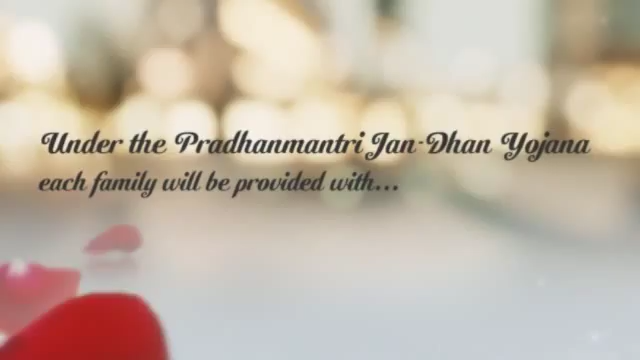 Under the Pradhanmantri Jan-Dhan Yojana
each family will be provided with...